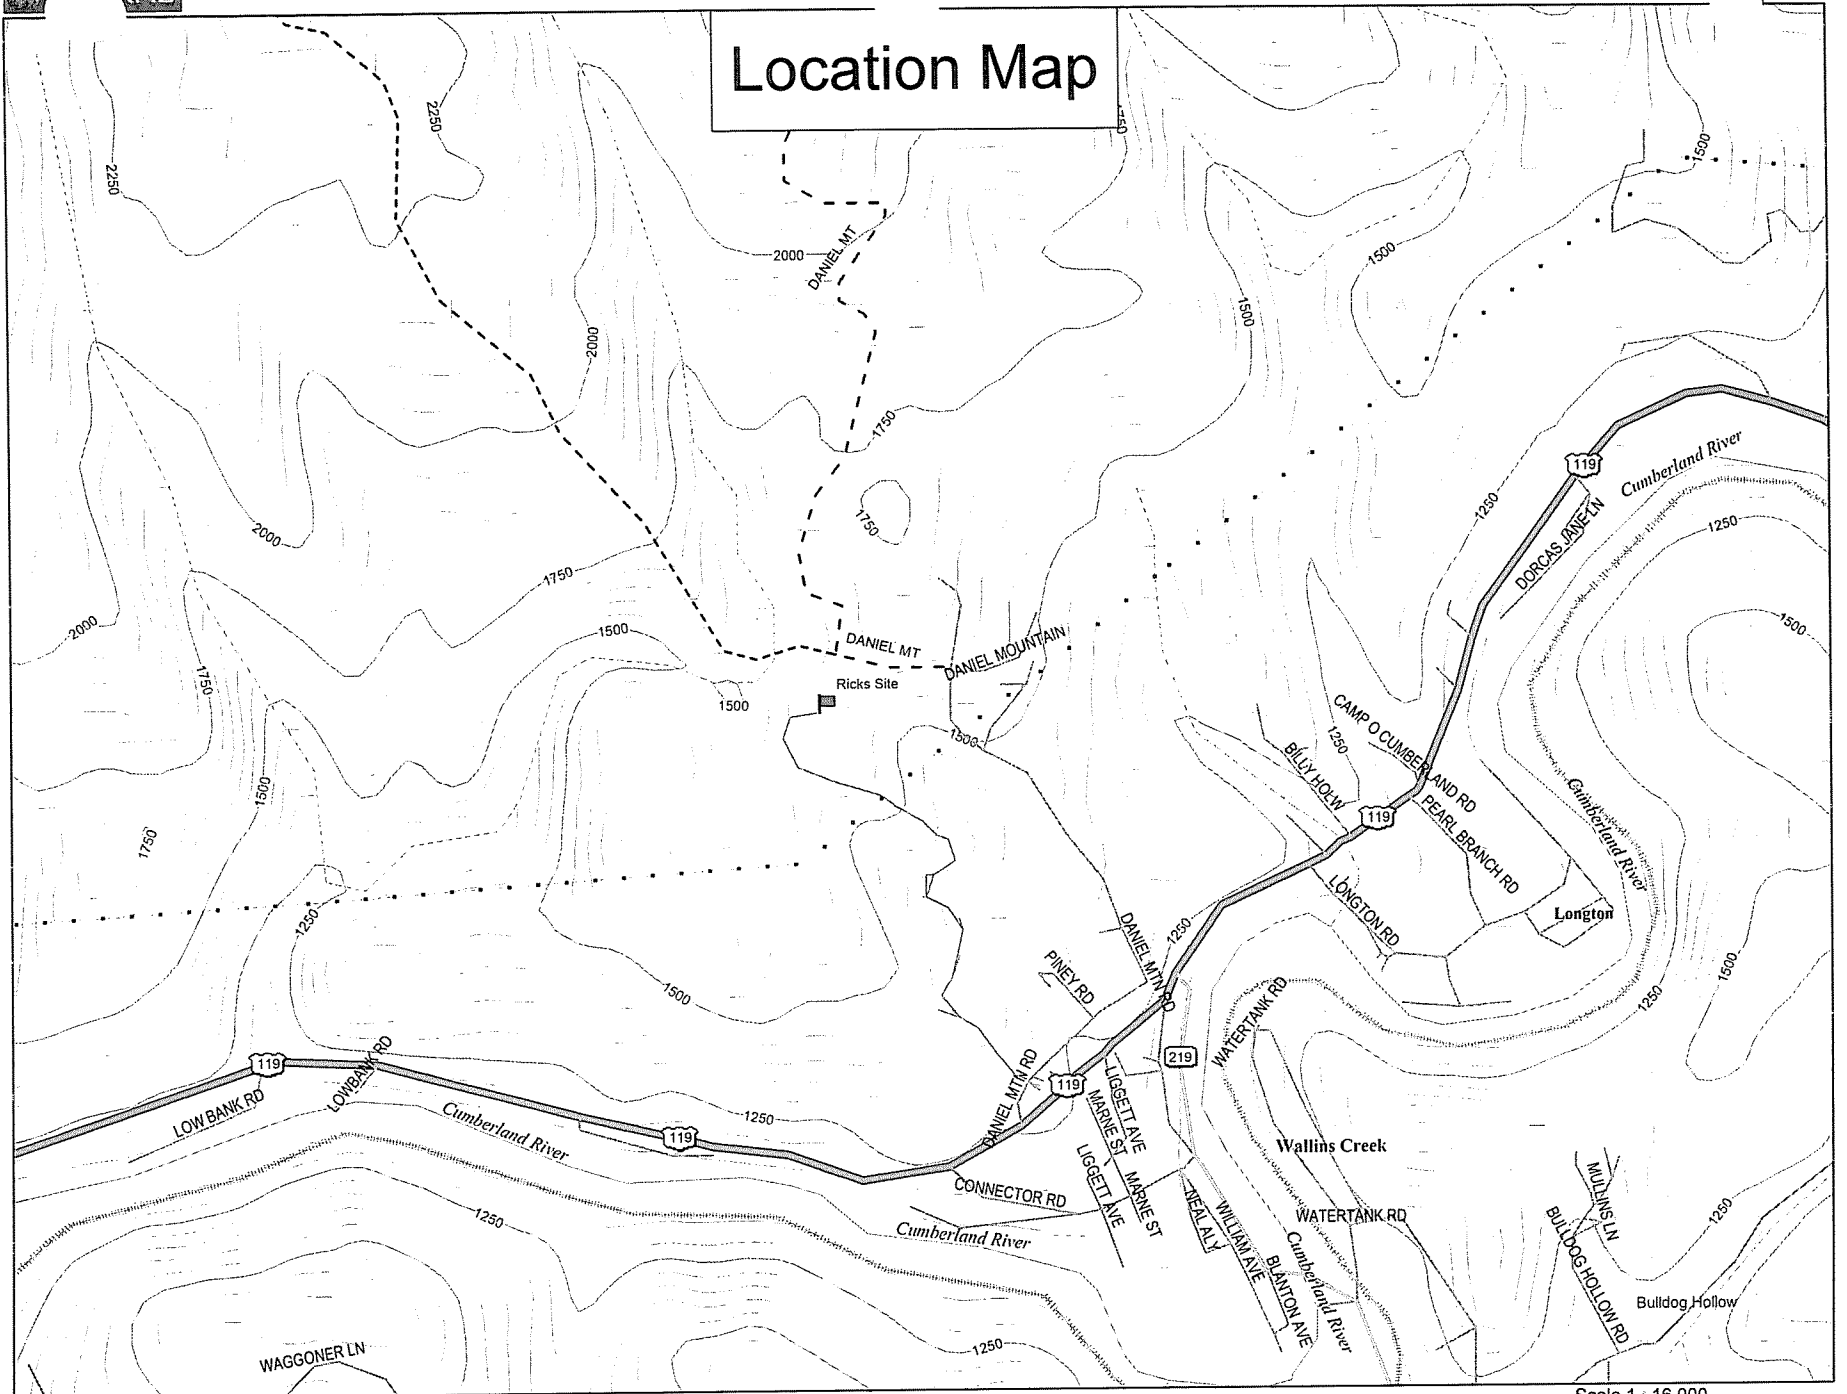 Location Map
2250
2250
1500
750
DANIEL MT
2000
1500
1500
2000
1750
119
Cumberland River
1250
1250
1750
DORCAS JANE LN
2000
1750
2000
1500
1500
DANIEL MT
DANIEL MOUNTAIN
1750
Ricks Site
1500
1500
CAMP O CUMBERLAND RD
1250
BILLY HOLW
1500
119
PEARL BRANCH RD
Cumberland River
1750
LONGTON RD
Longton
1250
DANIEL MTN RD
1250
PINEY RD
1500
1500
1250
WATERTANK RD
219
119
LOWBANK RD
LOW BANK RD
DANIEL MTN RD
119
LIGGETT AVE
MARNE ST
Cumberland River
119
1250
Wallins Creek
LIGGETT AVE
MARNE ST
CONNECTOR RD
NEALALY
WILLIAM AVE
WATERTANK RD
MULLINS LN
1250
1250
Cumberland River
Cumberland River
BLANTON AVE
BULLDOG HOLLOW RD
Bulldog Hollow
WAGGONER LN
1250